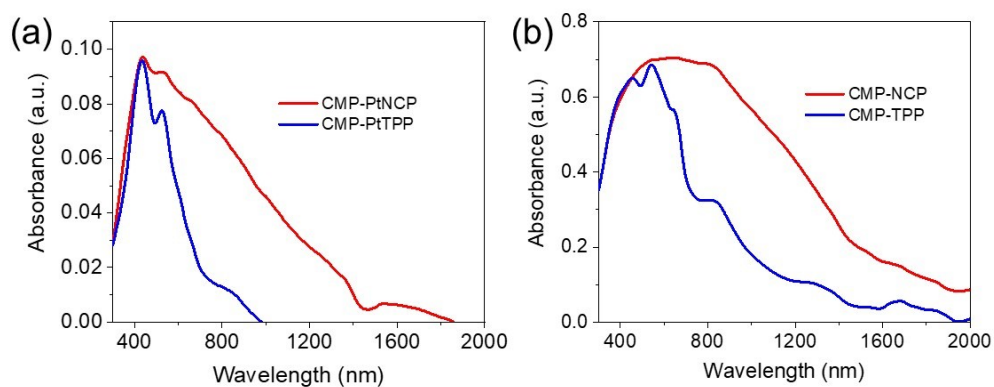 (a)
Absorbance (a.u.)
0.10
0.08
0.06
0.04
0.02
0.00
CMP-PtNCP
CMP-PtTPP
400 800 1200 1600 2000
Wavelength (nm)
(b)
Absorbance (a.u.)
0.8
0.6
0.4
0.2
0.0
CMP-NCP
CMP-TPP
400 800 1200 1600 2000
Wavelength (nm)